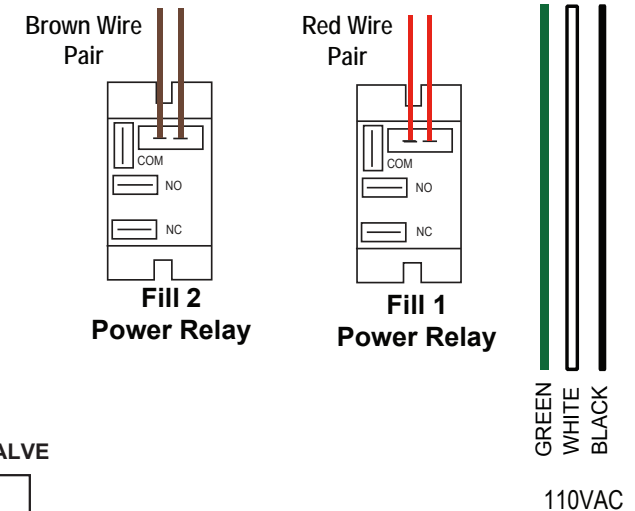 Brown Wire
Pair
COM
NO
NC
Fill 2
Power Relay
Red Wire
Pair
COM
NO
NC
Fill 1
Power Relay
GREEN
WHITE
BLACK
110VAC
ALVE